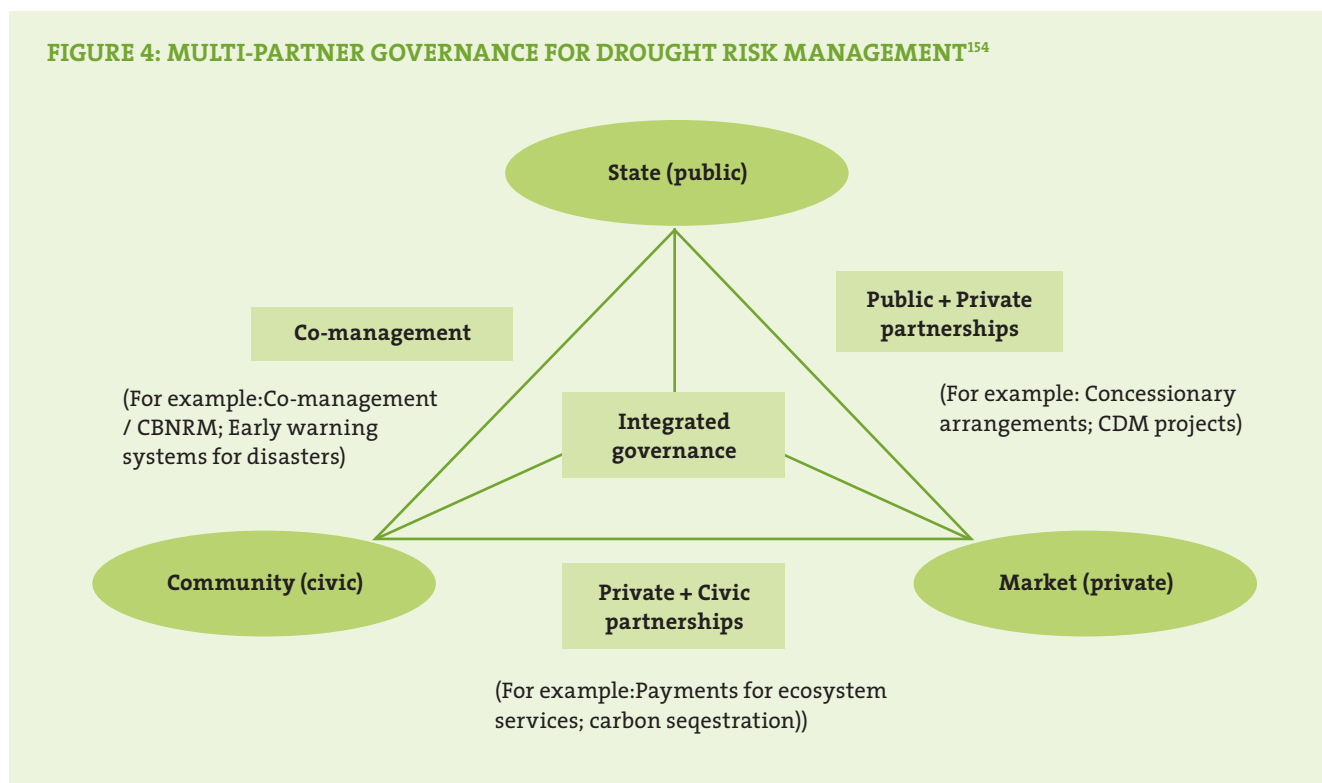 FIGURE 4: MULTI-PARTNER GOVERNANCE FOR DROUGHT RISK MANAGEMENT154
State (public)
Public + Private
partnerships
Co-management
(For example:Co-management
/ CBNRM; Early warning
systems for disasters)
(For example: Concessionary
arrangements; CDM projects)
Integrated
governance
Community (civic)
Market (private)
Private + Civic
partnerships
(For example:Payments for ecosystem
services; carbon seqestration))